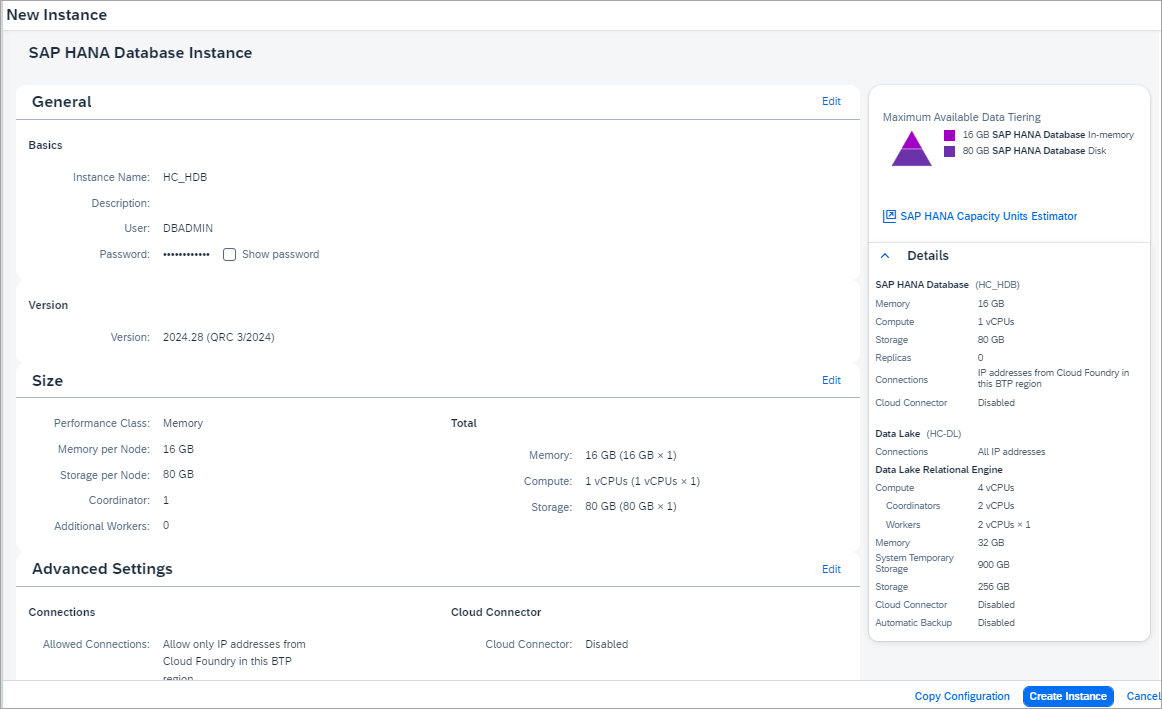 New Instance
SAP HANA Database Instance
General
Edit
Basics
Instance Name: HC_HDB
Description:
User: DBADMIN
Password: •••••••••••• Show password
Version
Version: 2024.28 (QRC 3/2024)
Size
Edit
Performance Class: Memory
Memory per Node: 16 GB
Storage per Node: 80 GB
Coordinator: 1
Additional Workers: 0
Total
Memory: 16 GB (16 GB × 1)
Compute: 1 vCPUs (1 vCPUs × 1)
Storage: 80 GB (80 GB × 1)
Advanced Settings
Edit
Connections
Allowed Connections: Allow only IP addresses from
Cloud Foundry in this BTP
region
Cloud Connector
Cloud Connector: Disabled
Maximum Available Data Tiering
16 GB SAP HANA Database In-memory
80 GB SAP HANA Database Disk
SAP HANA Capacity Units Estimator
Details
SAP HANA Database (HC_HDB)
Memory 16 GB
Compute 1 vCPUs
Storage 80 GB
Replicas 0
Connections IP addresses from Cloud Foundry in
this BTP region
Cloud Connector Disabled
Data Lake (HC-DL)
Connections All IP addresses
Data Lake Relational Engine
Compute 4 vCPUs
Coordinators 2 vCPUs
Workers 2 vCPUs × 1
Memory 32 GB
System Temporary
Storage 900 GB
Storage 256 GB
Cloud Connector Disabled
Automatic Backup Disabled
Copy Configuration Create Instance Cancel